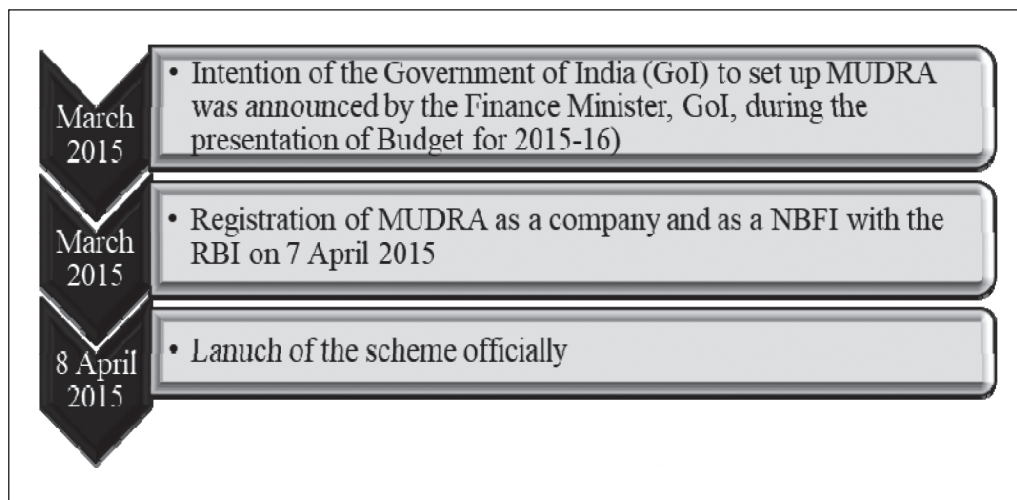 March
2015
• Intention of the Government of India (GoI) to set up MUDRA
was announced by the Finance Minister, GoI, during the
presentation of Budget for 2015-16)
March
2015
• Registration of MUDRA as a company and as a NBFI with the
RBI on 7 April 2015
8 April
2015
• Lanuch of the scheme officially